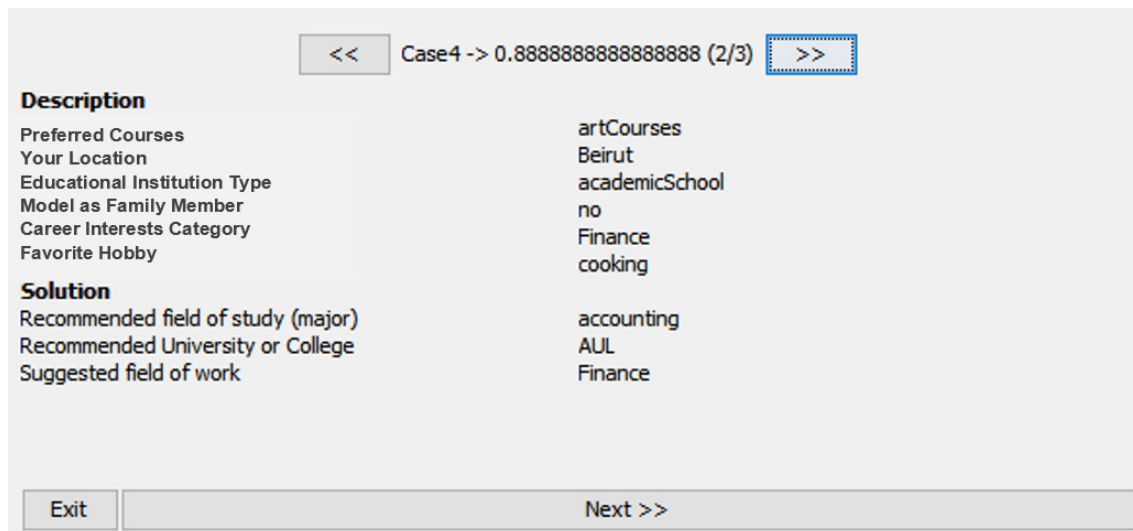 << Case4 -> 0.8888888888888888 (2/3) >>
Description
Preferred Courses artCourses
Your Location Beirut
Educational Institution Type academicSchool
Model as Family Member no
Career Interests Category Finance
Favorite Hobby cooking
Solution
Recommended field of study (major) accounting
Recommended University or College AUL
Suggested field of work Finance
Exit Next >>